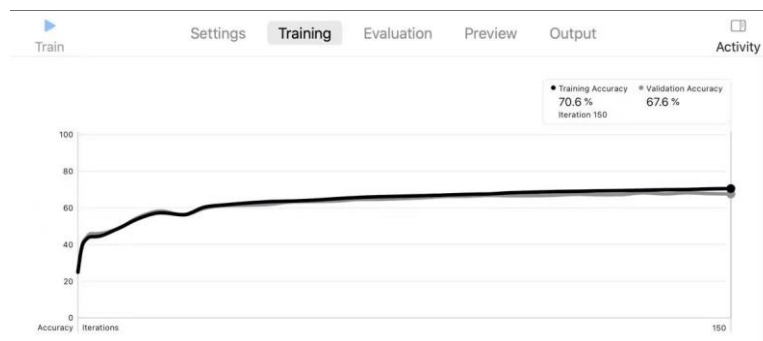 Train
Settings Training Evaluation Preview Output
Activity
Training Accuracy Validation Accuracy
70.6 % 67.6 %
Iteration 150
100
80
60
40
20
0
Accuracy Iterations 150